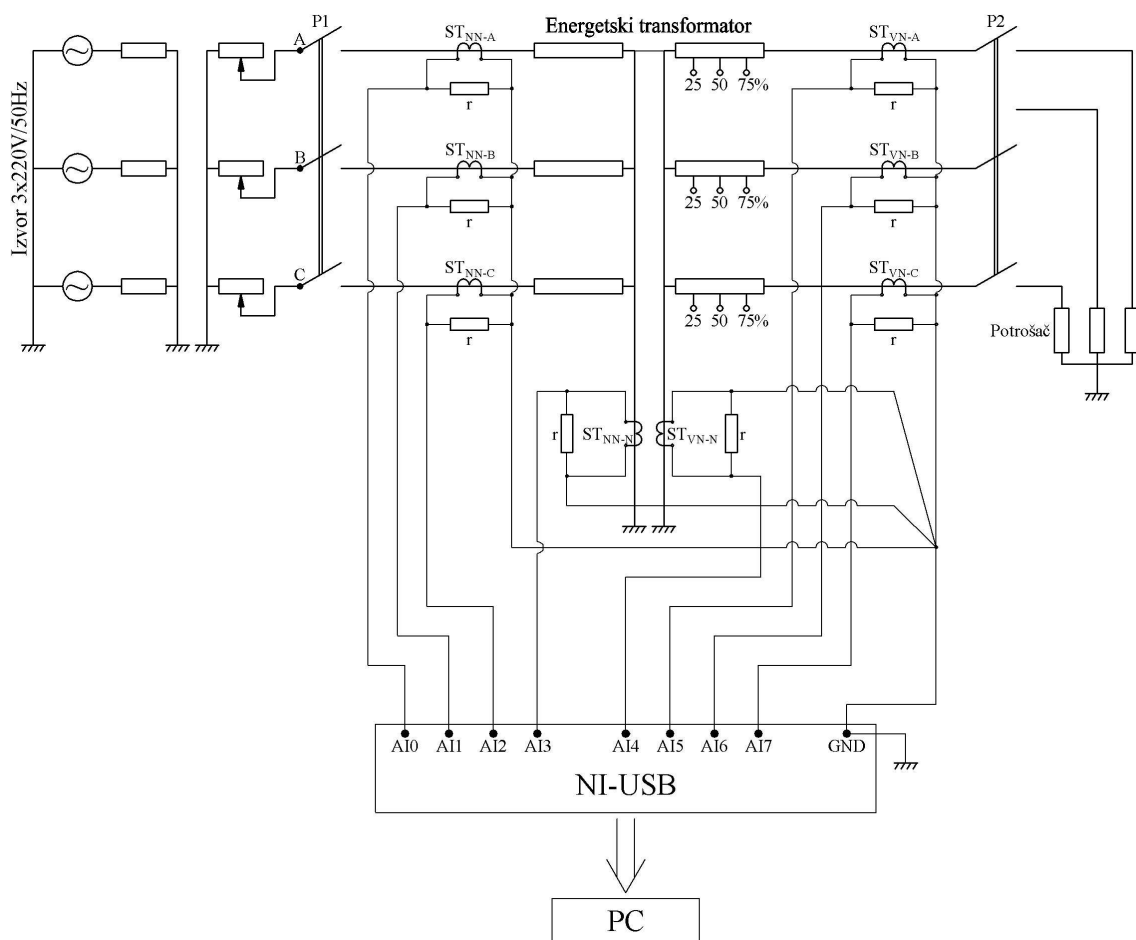 Energetski transformator
P1
P2
A
B
C
Izvor 3x220V/50Hz
ST_NN-A
r
ST_VN-A
r
25 50 75%
ST_NN-B
r
ST_VN-B
r
25 50 75%
ST_NN-C
r
ST_VN-C
r
25 50 75%
Potrošač
r
ST_NN-N
ST_VN-N
r
AI0 AI1 AI2 AI3 AI4 AI5 AI6 AI7 GND
NI-USB
PC